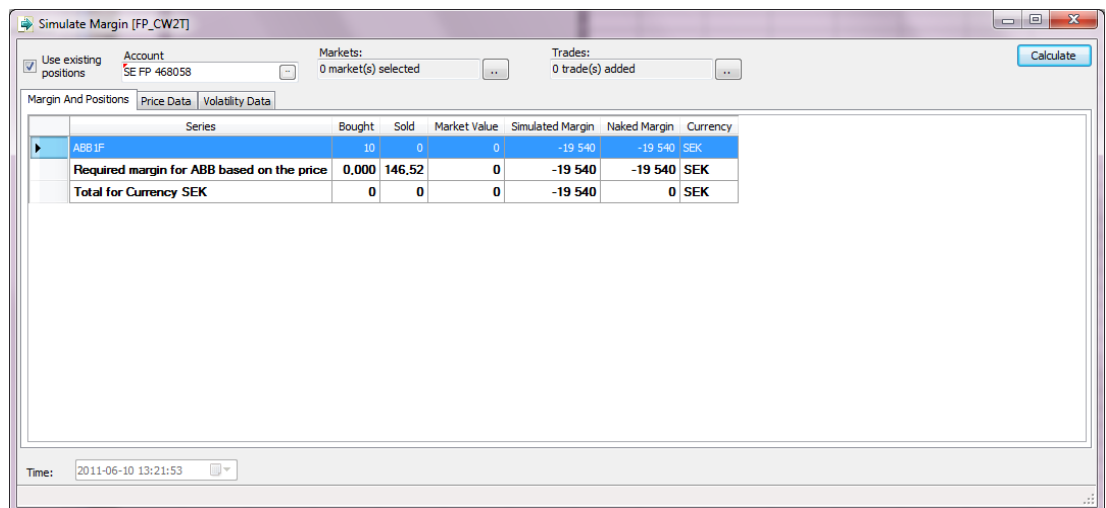 Simulate Margin [FP_CW2T]
Use existing positions
Account
SE FP 468058
Markets:
0 market(s) selected
..
Trades:
0 trade(s) added
..
Calculate
Margin And Positions Price Data Volatility Data
Series Bought Sold Market Value Simulated Margin Naked Margin Currency
ABB1F 10 0 0 -19 540 -19 540 SEK
Required margin for ABB based on the price 0,000 146,52 0 -19 540 -19 540 SEK
Total for Currency SEK 0 0 0 -19 540 0 SEK
Time: 2011-06-10 13:21:53